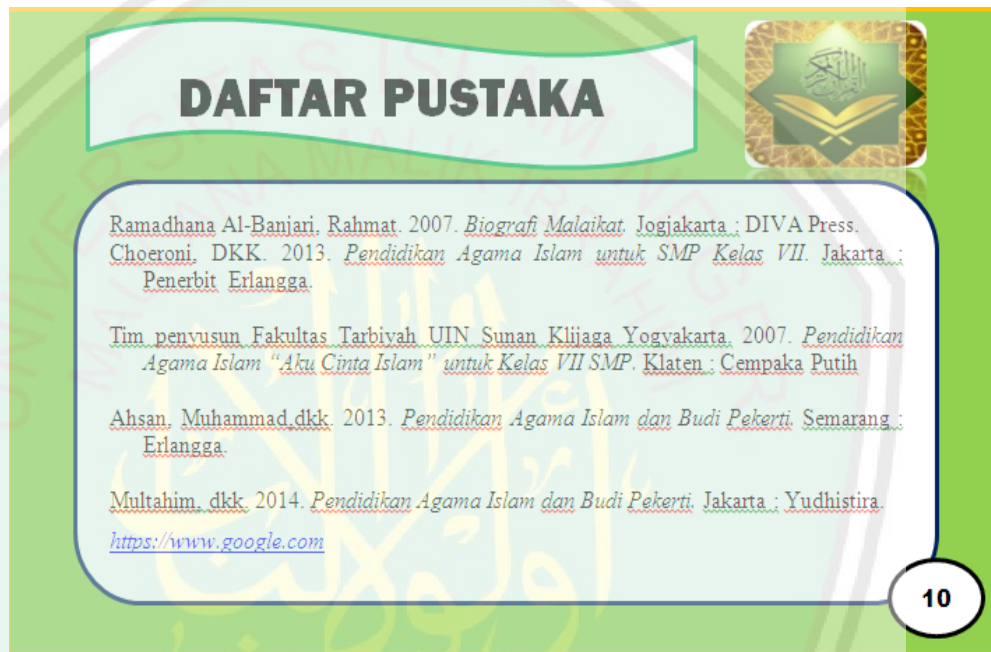 DAFTAR PUSTAKA
Ramadhana Al-Banjari, Rahmat. 2007. Biografi Malaikat. Jogjakarta : DIVA Press.
Choeroni, DKK. 2013. Pendidikan Agama Islam untuk SMP Kelas VII. Jakarta :
Penerbit Erlangga.
Tim penyusun Fakultas Tarbiyah UIN Sunan Klijaga Yogyakarta. 2007. Pendidikan
Agama Islam “Aku Cinta Islam” untuk Kelas VII SMP. Klaten : Cempaka Putih
Ahsan, Muhammad,dkk. 2013. Pendidikan Agama Islam dan Budi Pekerti. Semarang :
Erlangga.
Multahim, dkk. 2014. Pendidikan Agama Islam dan Budi Pekerti. Jakarta : Yudhistira.
https://www.google.com
10